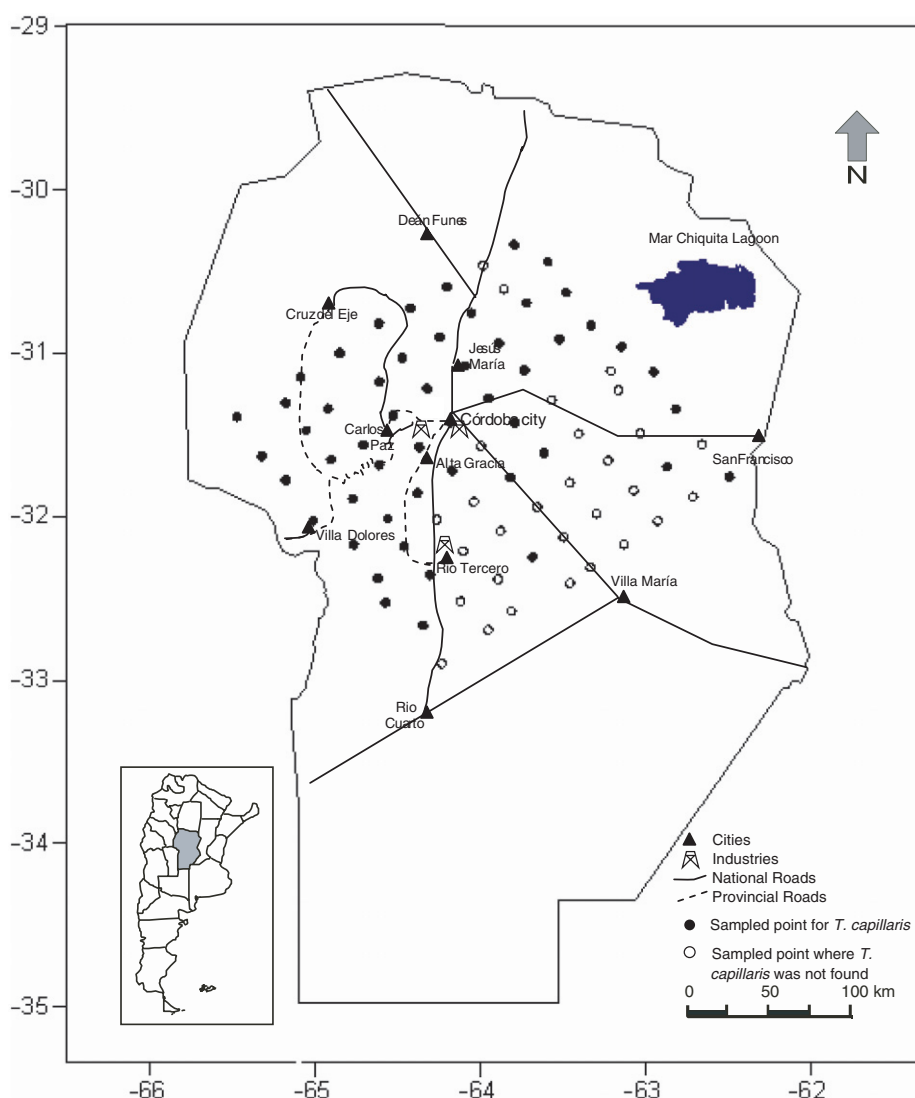 -29
-30
-31
-32
-33
-34
-35
-66
-65
-64
-63
-62
N
Deán Funes
Mar Chiquita Lagoon
Cruz del Eje
Jesús
María
Carlos
Paz
Córdoba city
San Francisco
Alta Gracia
Villa Dolores
Rio Tercero
Villa María
Rio
Cuarto
Cities
Industries
National Roads
Provincial Roads
Sampled point for T. capillaris
Sampled point where T.
capillaris was not found
0 50 100 km